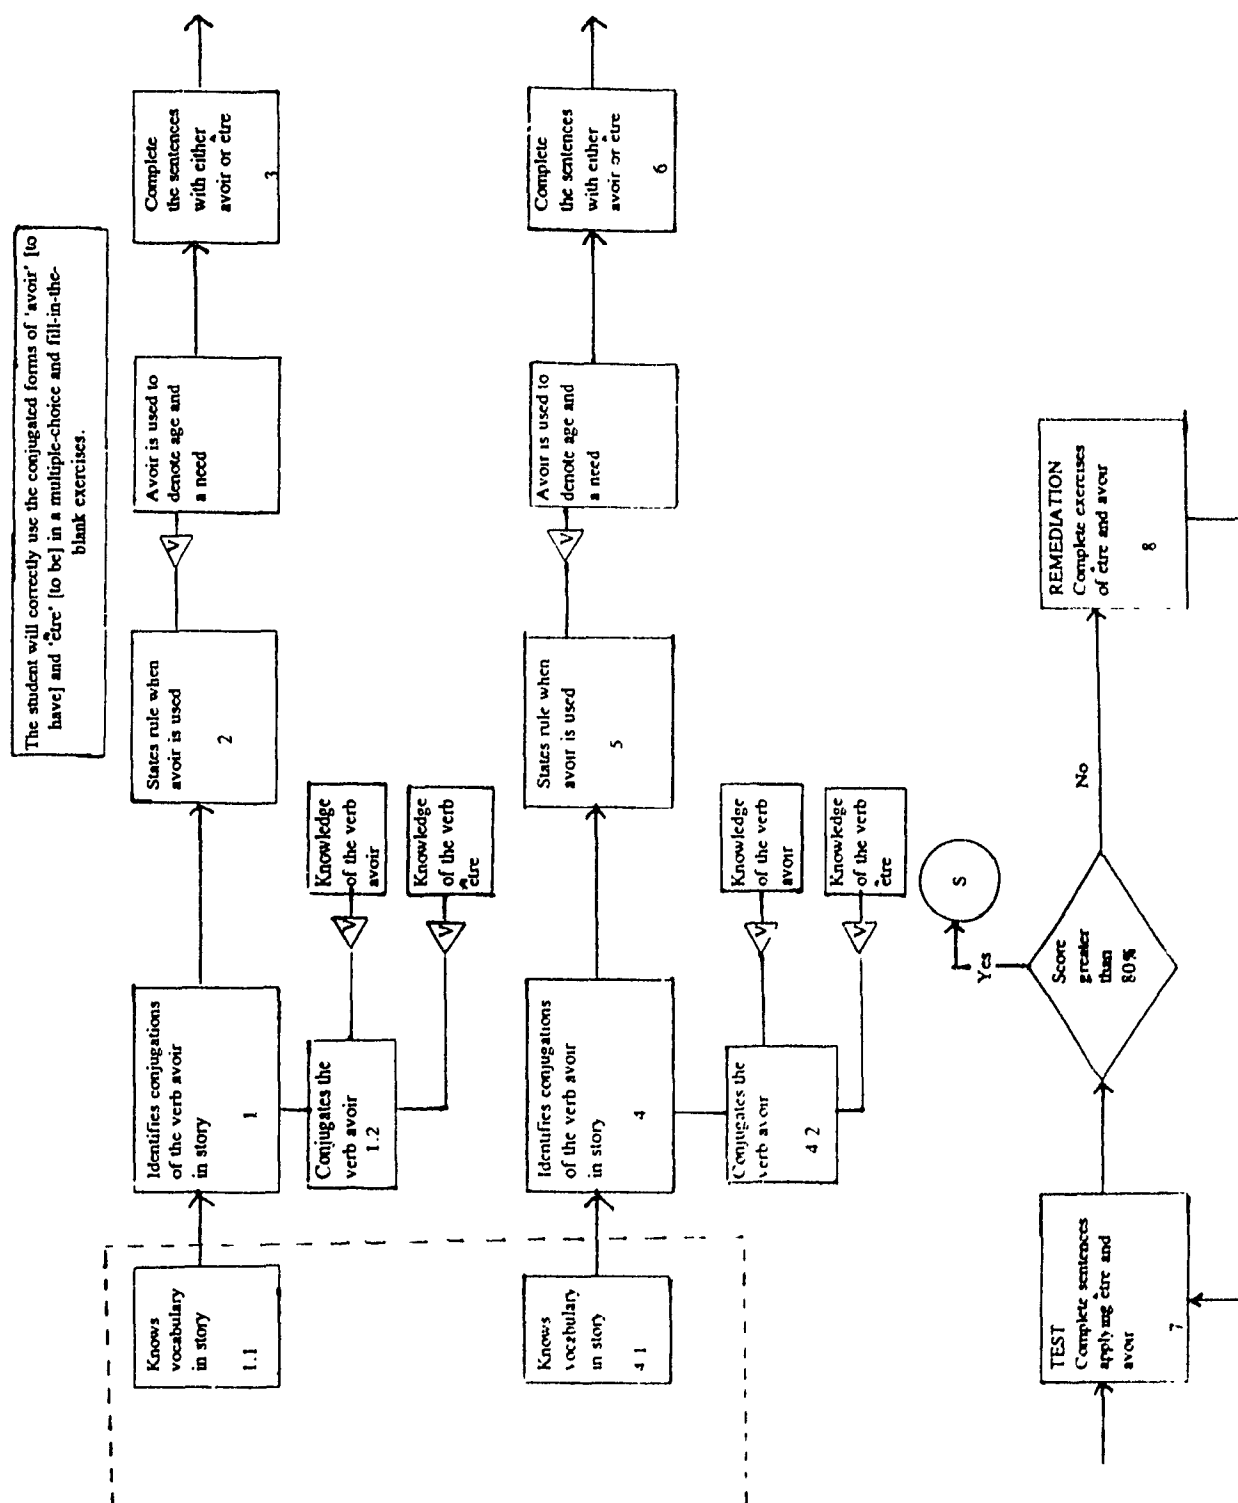 The student will correctly use the conjugated forms of 'avoir' [to
have] and 'être' [to be] in a multiple-choice and fill-in-the-
blank exercises.
Knows
vocabulary
in story
1.1
Identifies conjugations
of the verb avoir
in story
1
States rule when
avoir is used
2
V
Avoir is used to
denote age and
a need
Complete
the sentences
with either
avoir or être
3
Conjugates the
verb avoir
1.2
V
Knowledge
of the verb
avoir
V
Knowledge
of the verb
être
Knows
vocabulary
in story
4 1
Identifies conjugations
of the verb avoir
in story
4
States rule when
avoir is used
5
V
Avoir is used to
denote age and
a need
Complete
the sentences
with either
avoir or être
6
Conjugates the
verb avoir
4 2
V
Knowledge
of the verb
avoir
V
Knowledge
of the verb
être
TEST
Complete sentences
applying être and
avoir
7
Score
greater
than
80%
Yes
S
No
REMEDIATION
Complete exercises
of être and avoir
8